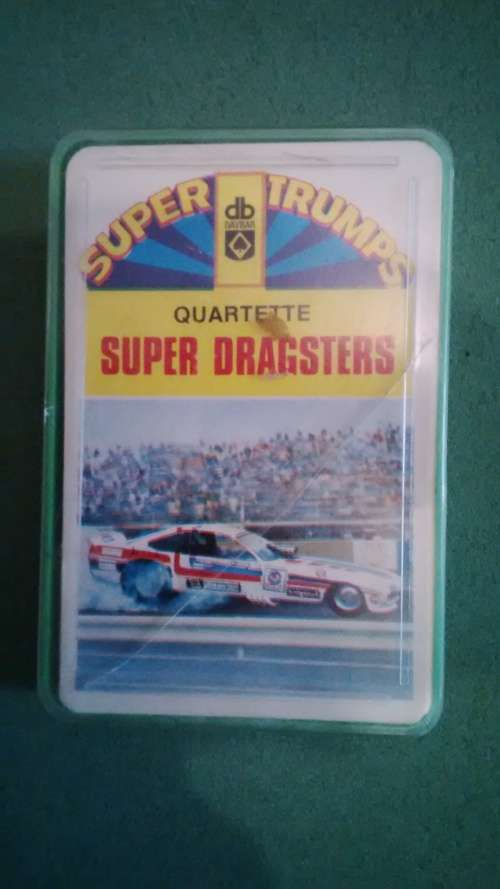 SUPER TRUMPS
db
DAVBAR
QUARTETTE
SUPER DRAGSTERS